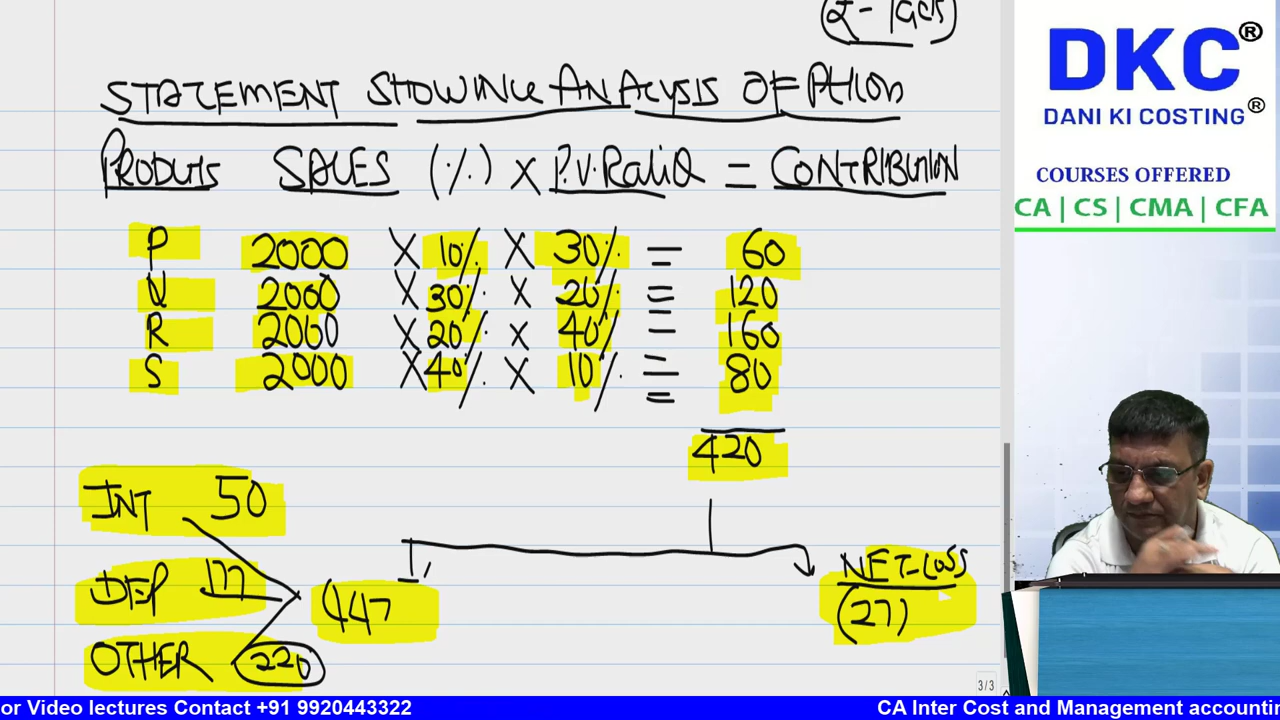 (₹ - lacs)
STATEMENT SHOWING ANALYSIS OF
PRODUCTS SALES (%) × P.V. Ratio = CONTRIBUTION
P 2000 × 10% × 30% = 60
Q 2000 × 30% × 20% = 120
R 2000 × 20% × 40% = 160
S 2000 × 40% × 10% = 80
420
INT 50
DEP 177
OTHER 220
(447
NET-LOSS
(27)
3/3
DKC®
DANI KI COSTING®
COURSES OFFERED
CA | CS | CMA | CFA
or Video lectures Contact +91 9920443322
CA Inter Cost and Management accountin